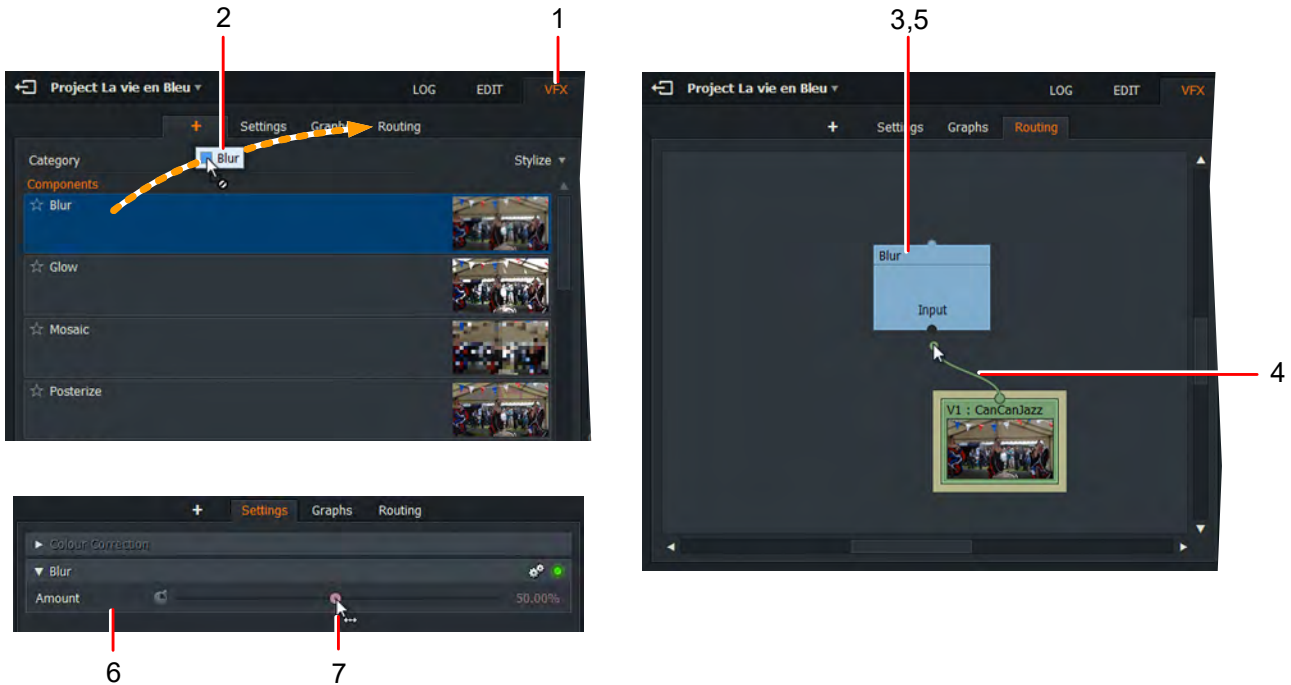 2
1
Project La vie en Bleu
LOG
EDIT
VFX
+
Settings
Graphs
Routing
Category
Blur
Stylize
Components
Blur
Glow
Mosaic
Posterize
3,5
Project La vie en Bleu
LOG
EDIT
VFX
+
Settings
Graphs
Routing
Blur
Input
4
V1 : CanCanJazz
+
Settings
Graphs
Routing
Colour Correction
Blur
Amount
50.00%
6
7